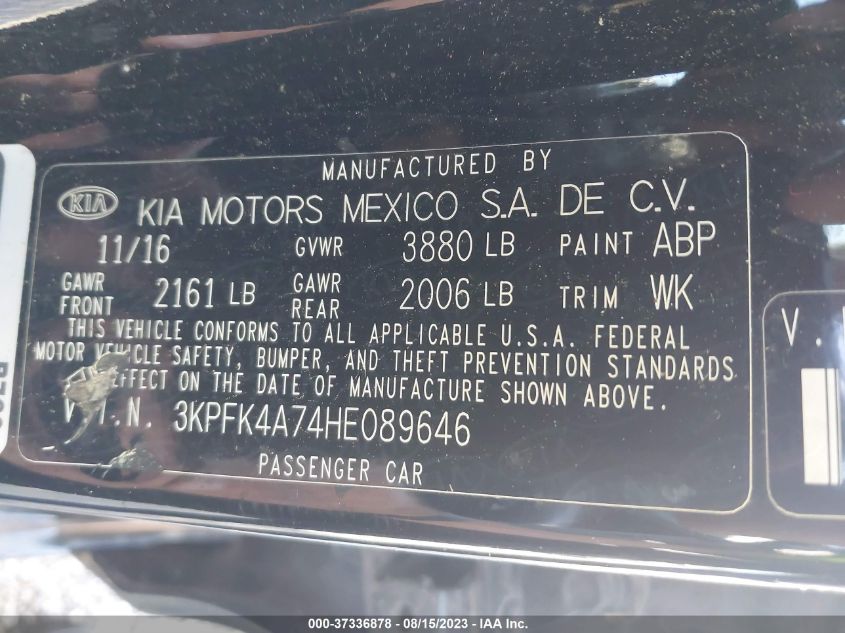 MANUFACTURED BY
KIA KIA MOTORS MEXICO S.A. DE C.V.
11/16 GVWR 3880 LB PAINT ABP
GAWR FRONT 2161 LB GAWR REAR 2006 LB TRIM WK
THIS VEHICLE CONFORMS TO ALL APPLICABLE U.S.A. FEDERAL
MOTOR VEHICLE SAFETY, BUMPER, AND THEFT PREVENTION STANDARDS
EFFECT ON THE DATE OF MANUFACTURE SHOWN ABOVE.
V.I.N. 3KPFK4A74HE089646
PASSENGER CAR
V.
000-37336878 - 08/15/2023 - © IAA Inc.